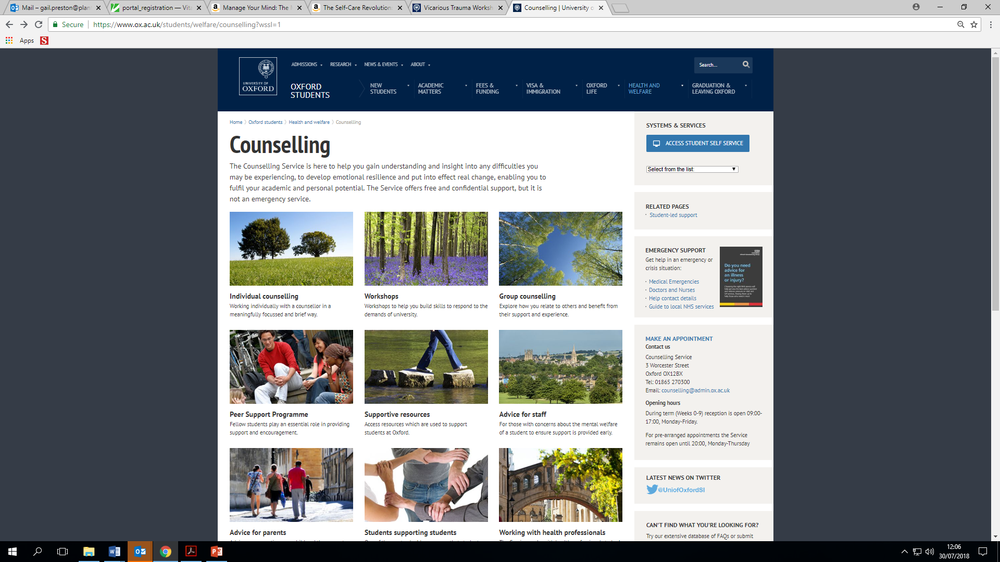 Mail – gail.preston@plan
portal_registration — Vit
Manage Your Mind: The
The Self-Care Revolution:
Vicarious Trauma Worksh
Counselling | University o
Secure
https://www.ox.ac.uk/students/welfare/counselling?wssl=1
Apps
UNIVERSITY OF
OXFORD
ADMISSIONS
RESEARCH
NEWS & EVENTS
ABOUT
Search...
OXFORD
STUDENTS
NEW
STUDENTS
ACADEMIC
MATTERS
FEES &
FUNDING
VISA &
IMMIGRATION
OXFORD
LIFE
HEALTH AND
WELFARE
GRADUATION &
LEAVING OXFORD
Home
Oxford students
Health and welfare
Counselling
Counselling
The Counselling Service is here to help you gain understanding and insight into any difficulties you
may be experiencing, to develop emotional resilience and put into effect real change, enabling you to
fulfil your academic and personal potential. The Service offers free and confidential support, but it is
not an emergency service.
Individual counselling
Working individually with a counsellor in a
meaningfully focussed and brief way.
Workshops
Workshops to help you build skills to respond to the
demands of university.
Group counselling
Explore how you relate to others and benefit from
their support and experience.
Peer Support Programme
Fellow students play an essential role in providing
support and encouragement.
Supportive resources
Access resources which are used to support
students at Oxford.
Advice for staff
For those with concerns about the mental welfare
of a student to ensure support is provided early.
Advice for parents
Students supporting students
Working with health professionals
SYSTEMS & SERVICES
ACCESS STUDENT SELF SERVICE
Select from the list:
RELATED PAGES
Student-led support
EMERGENCY SUPPORT
Get help in an emergency or
crisis situation:
Medical Emergencies
Doctors and Nurses
Help contact details
Guide to local NHS services
Do you need
advice for
an illness
or injury?
MAKE AN APPOINTMENT
Contact us
Counselling Service
3 Worcester Street
Oxford OX12BX
Tel: 01865 270300
Email: counselling@admin.ox.ac.uk
Opening hours
During term (Weeks 0-9) reception is open 09:00-
17:00, Monday-Friday.
For pre-arranged appointments the Service
remains open until 20:00, Monday-Thursday
LATEST NEWS ON TWITTER
@UniofOxfordSI
CAN'T FIND WHAT YOU'RE LOOKING FOR?
Try our extensive database of FAQs or submit
12:06
30/07/2018